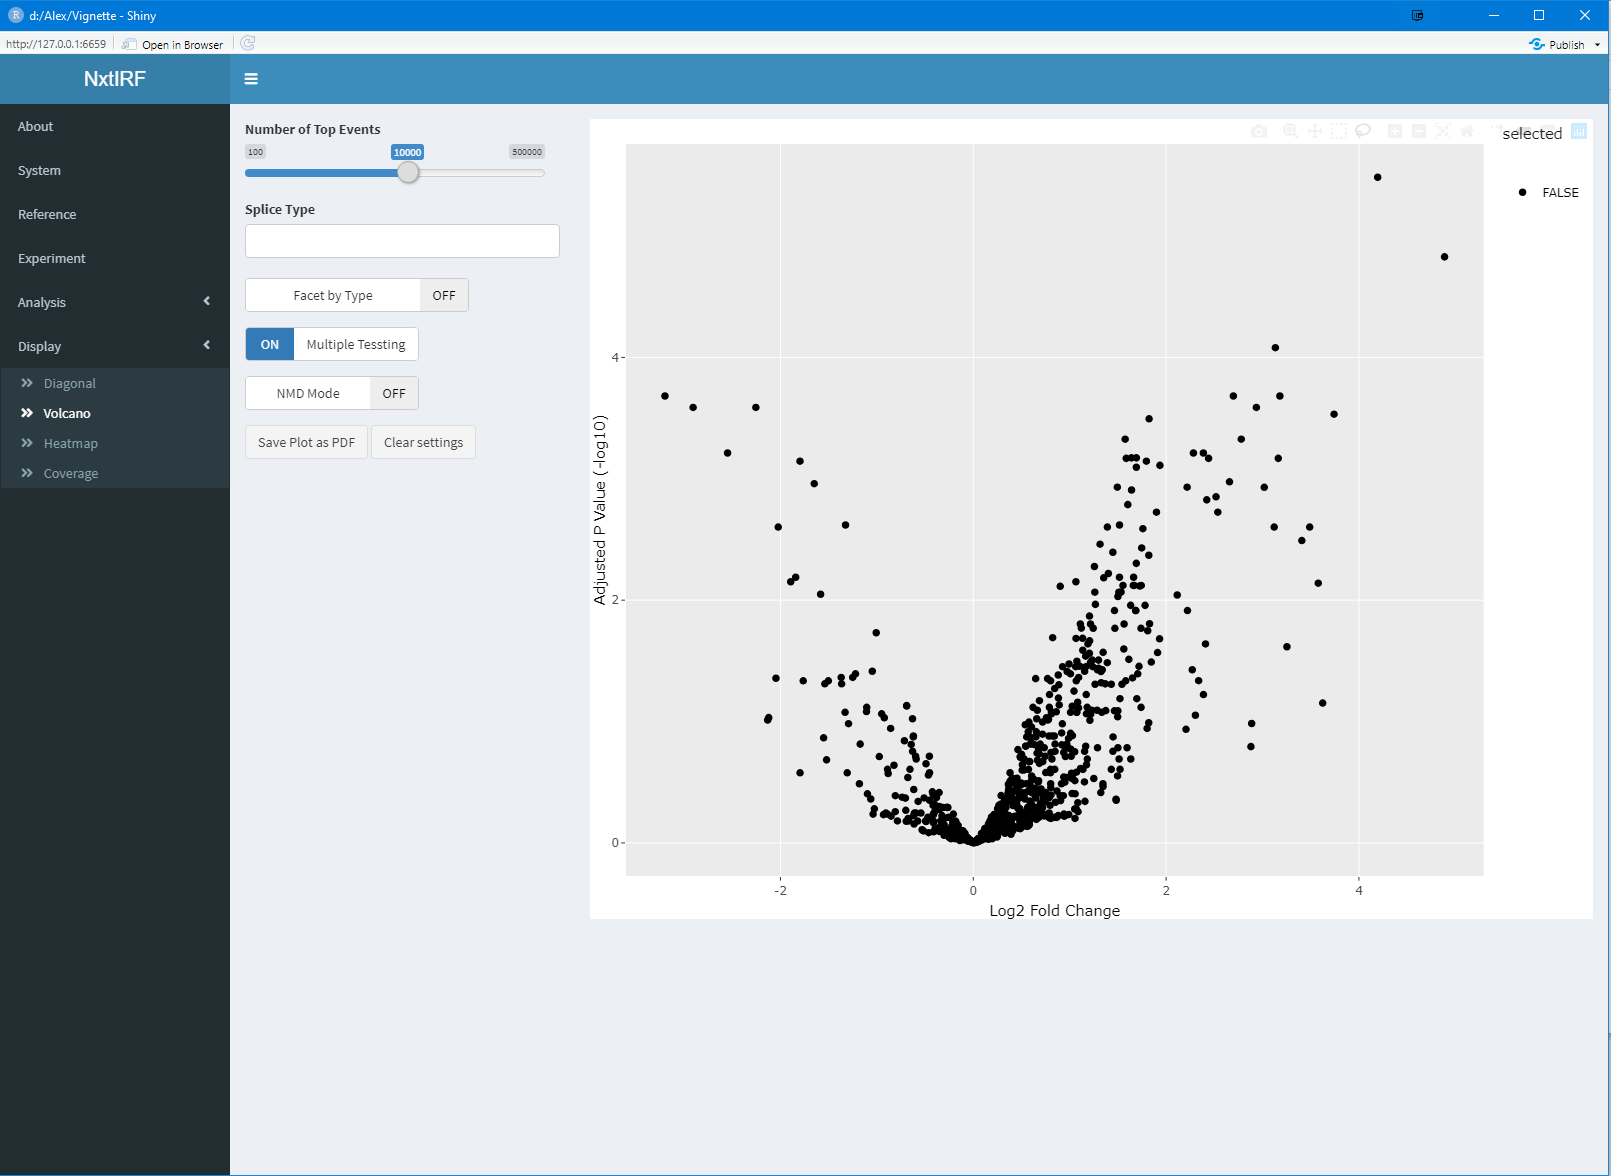 d:/Alex/Vignette - Shiny
http://127.0.0.1:6659 Open in Browser Publish
NxtIRF
About
System
Reference
Experiment
Analysis
Display
Diagonal
Volcano
Heatmap
Coverage
Number of Top Events
100 10000 500000
Splice Type
Facet by Type OFF
ON Multiple Tessting
NMD Mode OFF
Save Plot as PDF Clear settings
selected
FALSE
Adjusted P Value (-log10)
4
2
0
-2 0 2 4
Log2 Fold Change